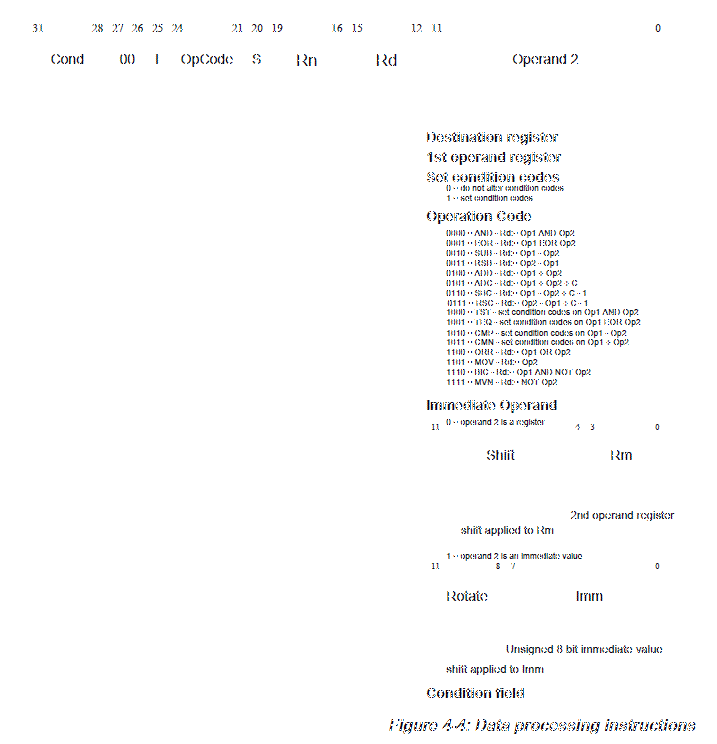 31 28 27 26 25 24 21 20 19 16 15 12 11 0
Cond 00 I OpCode S Rn Rd Operand 2
Destination register
1st operand register
Set condition codes
0 = do not alter condition codes
1 = set condition codes
Operation Code
0000 = AND - Rd:= Op1 AND Op2
0001 = EOR - Rd:= Op1 EOR Op2
0010 = SUB - Rd:= Op1 - Op2
0011 = RSB - Rd:= Op2 - Op1
0100 = ADD - Rd:= Op1 + Op2
0101 = ADC - Rd:= Op1 + Op2 + C
0110 = SBC - Rd:= Op1 - Op2 + C - 1
0111 = RSC - Rd:= Op2 - Op1 + C - 1
1000 = TST - set condition codes on Op1 AND Op2
1001 = TEQ - set condition codes on Op1 EOR Op2
1010 = CMP - set condition codes on Op1 - Op2
1011 = CMN - set condition codes on Op1 + Op2
1100 = ORR - Rd:= Op1 OR Op2
1101 = MOV - Rd:= Op2
1110 = BIC - Rd:= Op1 AND NOT Op2
1111 = MVN - Rd:= NOT Op2
Immediate Operand
0 = operand 2 is a register
11 4 3 0
Shift Rm
2nd operand register
shift applied to Rm
1 = operand 2 is an immediate value
11 8 7 0
Rotate Imm
Unsigned 8 bit immediate value
shift applied to Imm
Condition field
Figure 4-4: Data processing instructions